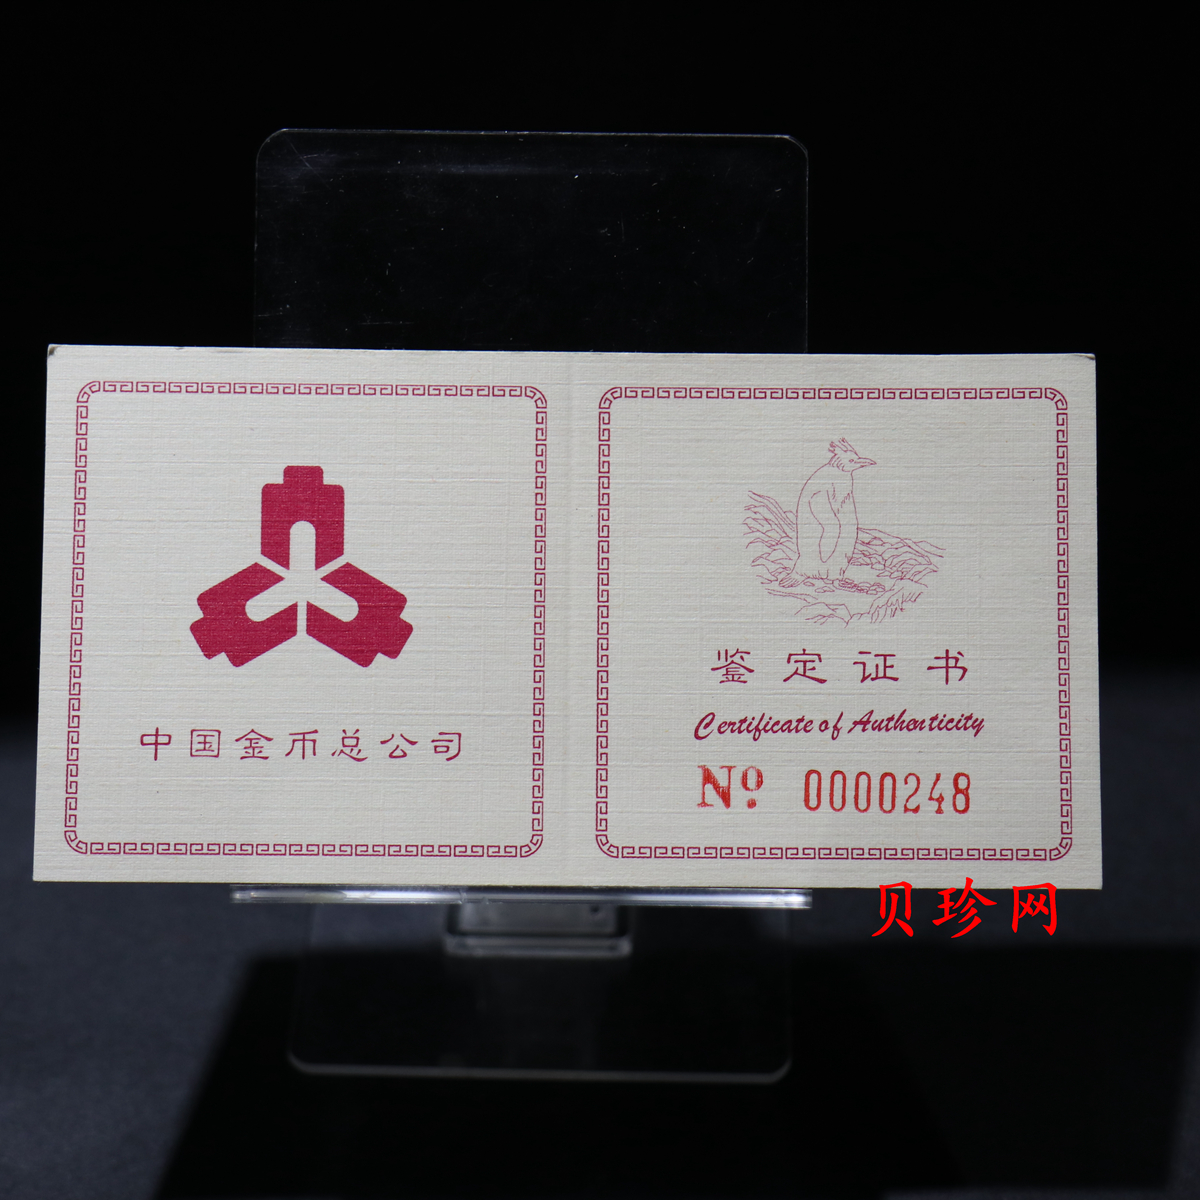 中国金币总公司
鉴定证书
Certificate of Authenticity
Nº 0000248
贝珍网